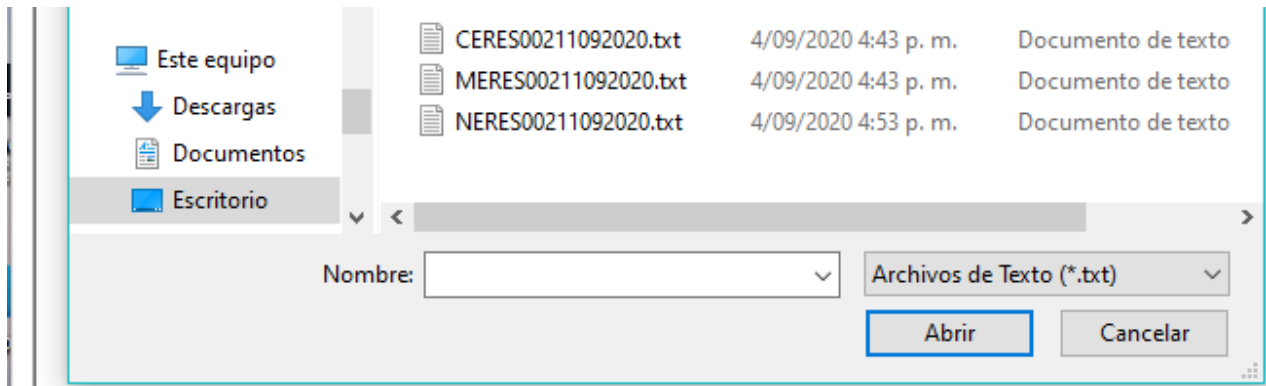 Este equipo
Descargas
Documentos
Escritorio
CERES00211092020.txt 4/09/2020 4:43 p. m. Documento de texto
MERES00211092020.txt 4/09/2020 4:43 p. m. Documento de texto
NERES00211092020.txt 4/09/2020 4:53 p. m. Documento de texto
Nombre: Archivos de Texto (*.txt)
Abrir Cancelar